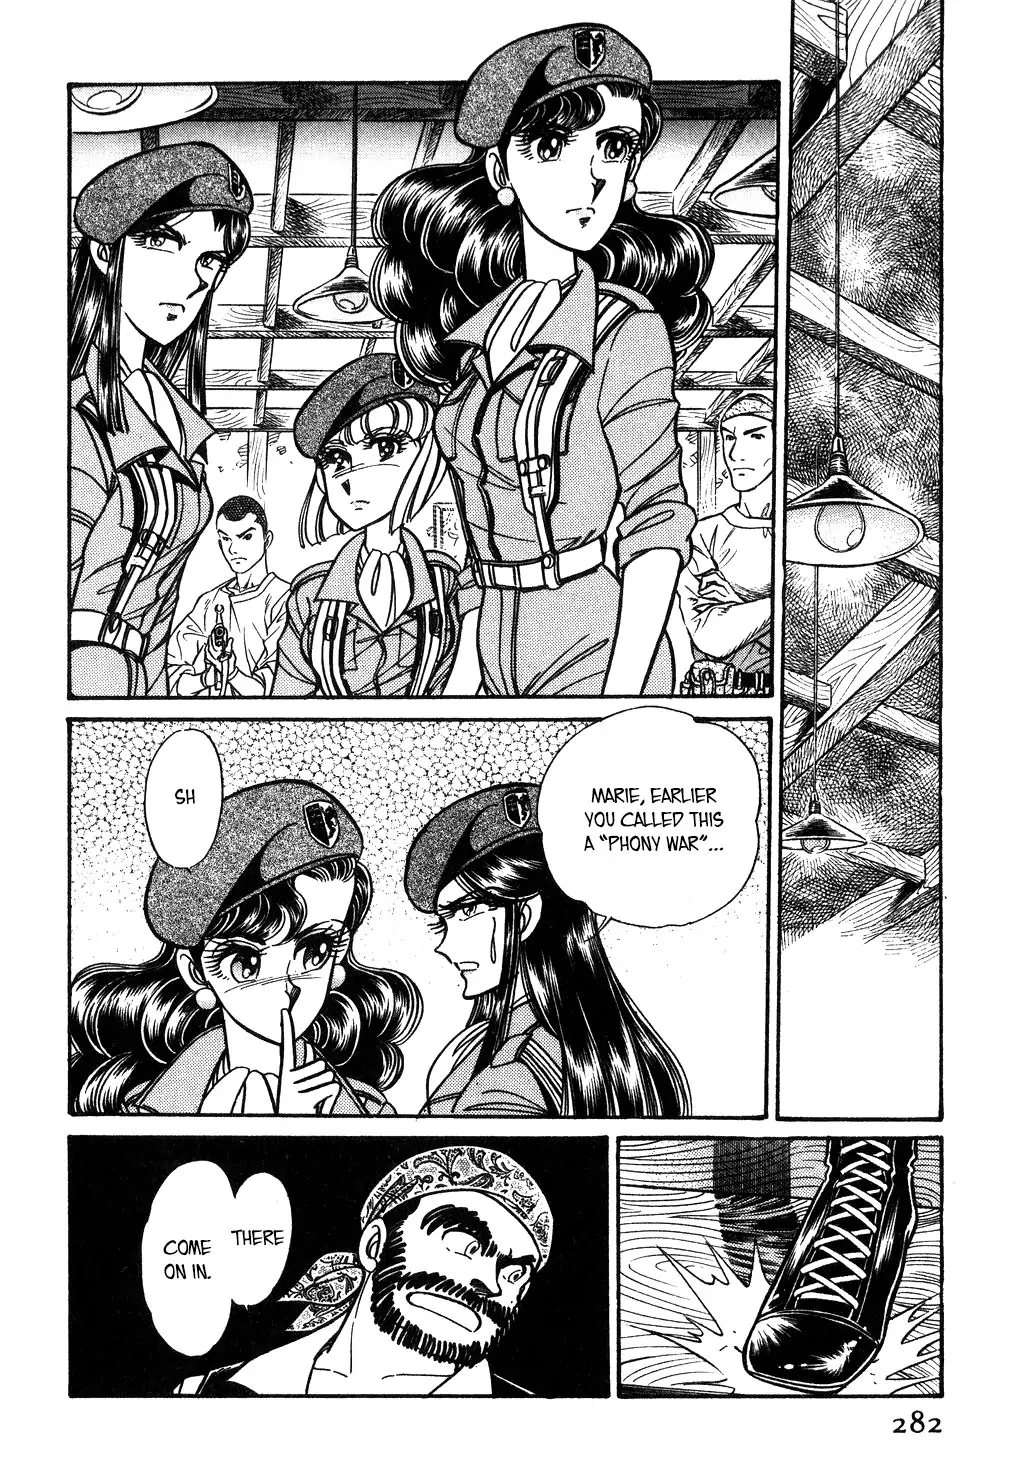 MARIE, EARLIER
YOU CALLED THIS
A "PHONY WAR"...
SH
THERE
COME
ON IN.
282